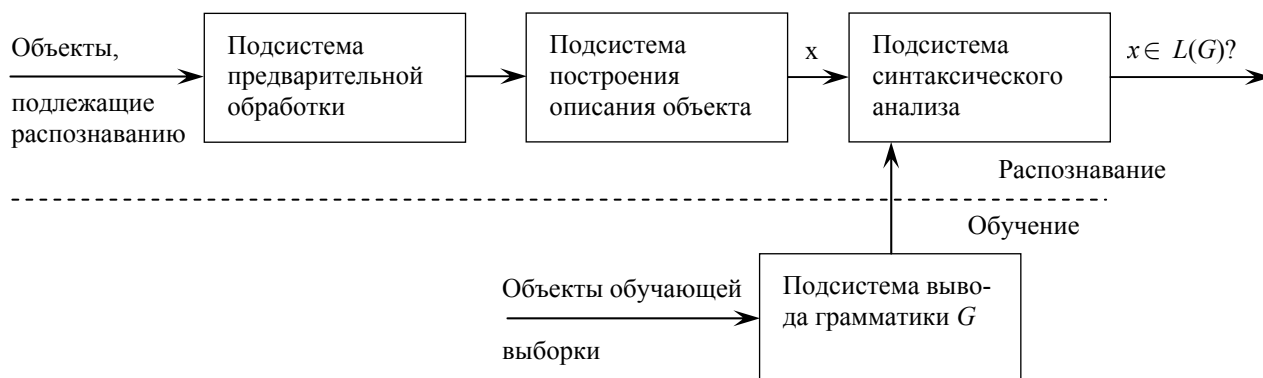 Объекты,
подлежащие
распознаванию
Подсистема
предварительной
обработки
Подсистема
построения
описания объекта
x
Подсистема
синтаксического
анализа
x ∈ L(G)?
Распознавание
Обучение
Объекты обучающей
выборки
Подсистема выво-
да грамматики G